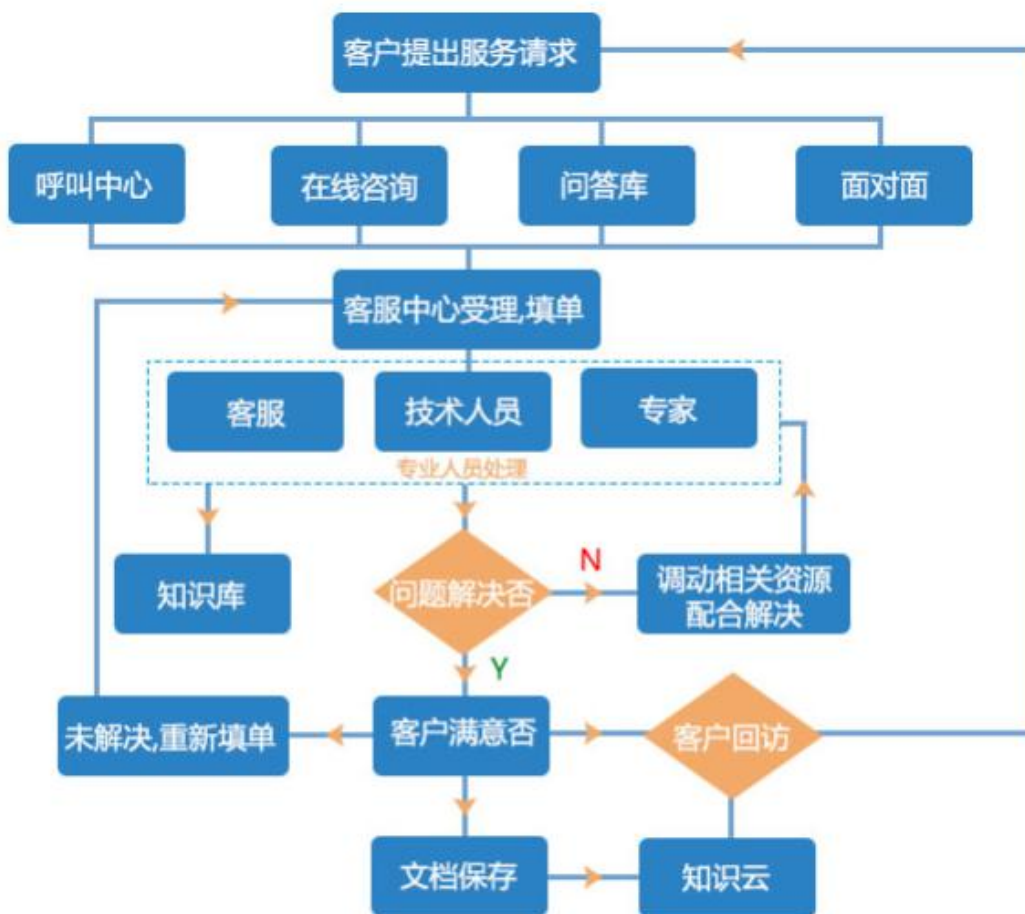 客户提出服务请求
呼叫中心
在线咨询
问答库
面对面
客服中心受理,填单
客服
技术人员
专家
专业人员处理
知识库
问题解决否
N
调动相关资源
配合解决
Y
未解决,重新填单
客户满意否
客户回访
文档保存
知识云